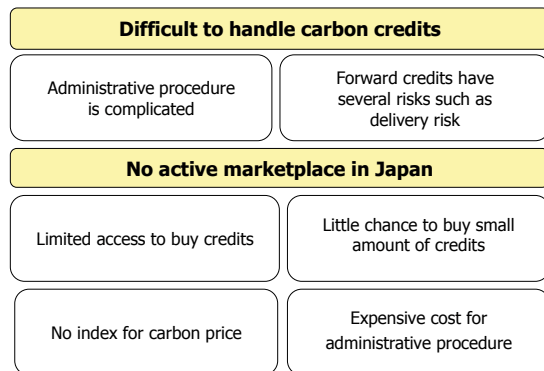 Difficult to handle carbon credits
Administrative procedure
is complicated
Forward credits have
several risks such as
delivery risk
No active marketplace in Japan
Limited access to buy credits
Little chance to buy small
amount of credits
No index for carbon price
Expensive cost for
administrative procedure